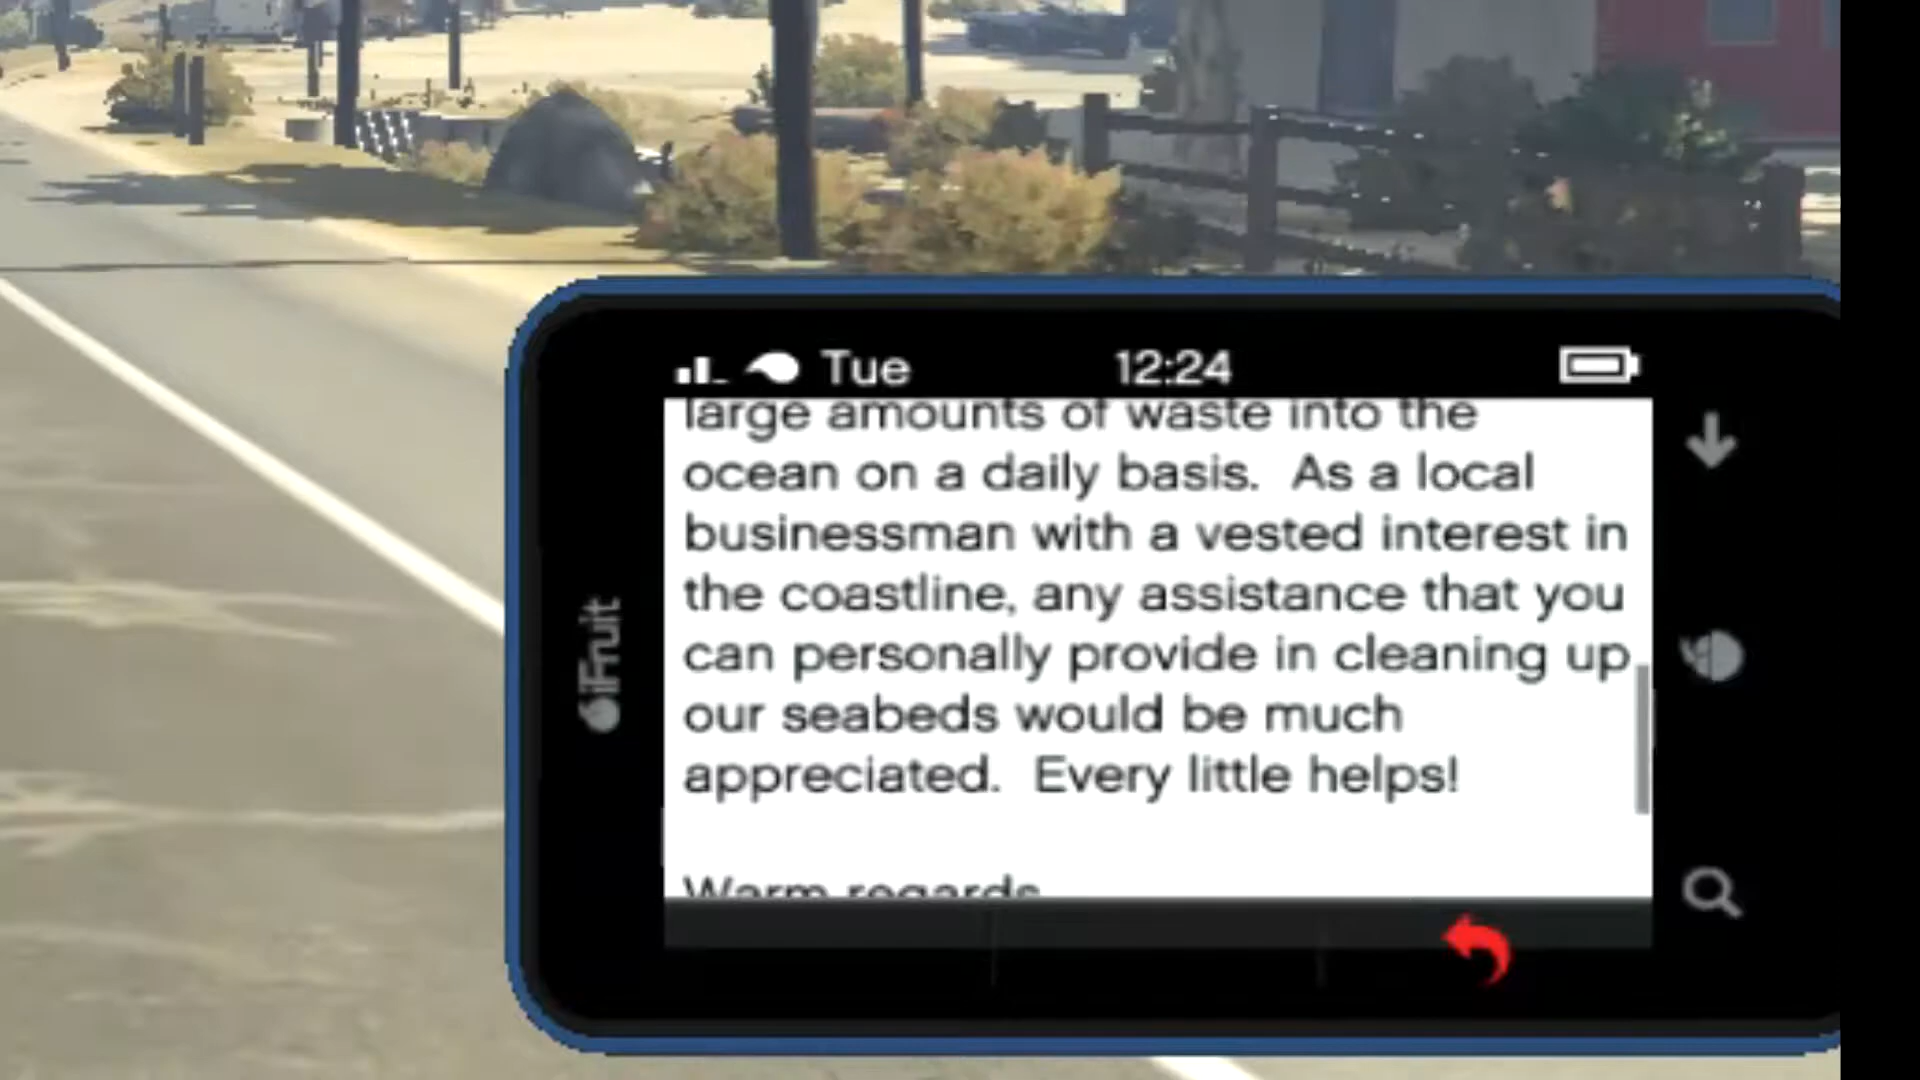 Tue 12:24
large amounts of waste into the
ocean on a daily basis. As a local
businessman with a vested interest in
the coastline, any assistance that you
can personally provide in cleaning up
our seabeds would be much
appreciated. Every little helps!
Warm regards
iFruit